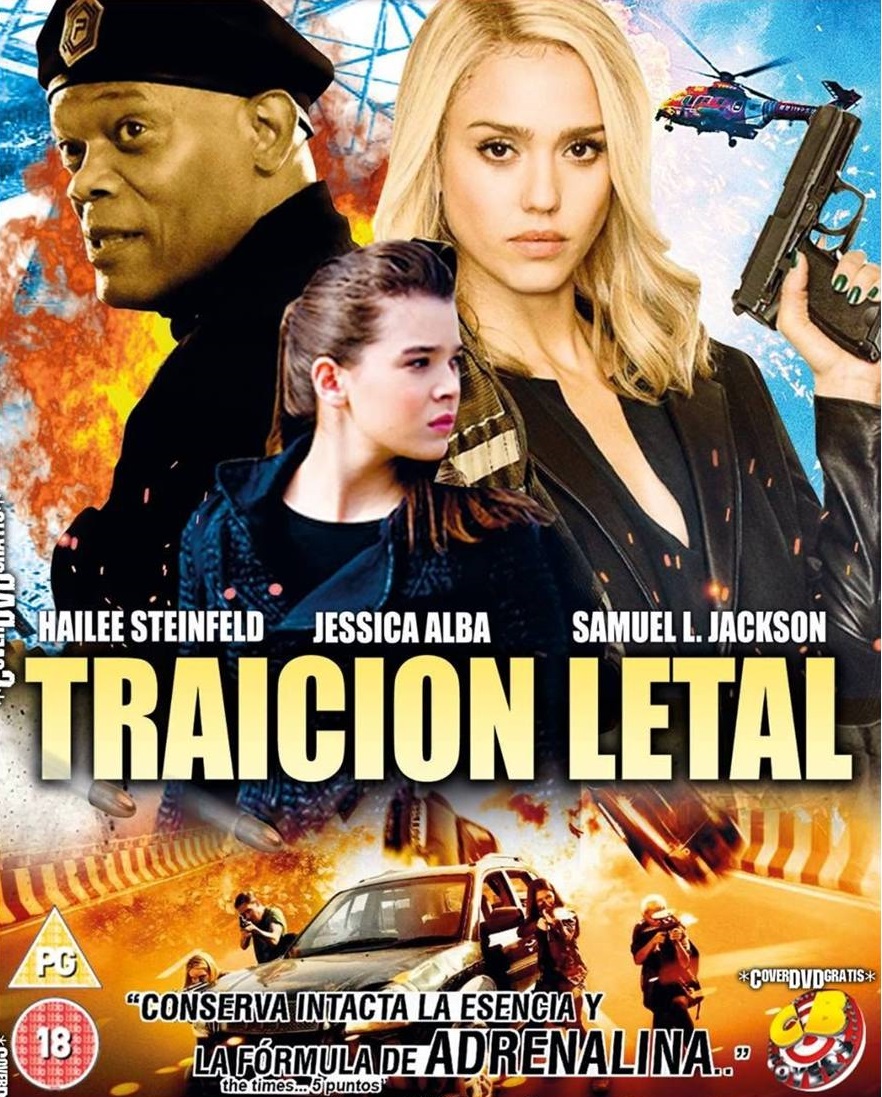 F
HAILEE STEINFELD JESSICA ALBA SAMUEL L. JACKSON
TRAICION LETAL
PG
18
*COVERDVDGRATIS*
CB
"CONSERVA INTACTA LA ESENCIA Y
LA FÓRMULA DE ADRENALINA.."
the times... 5 puntos"